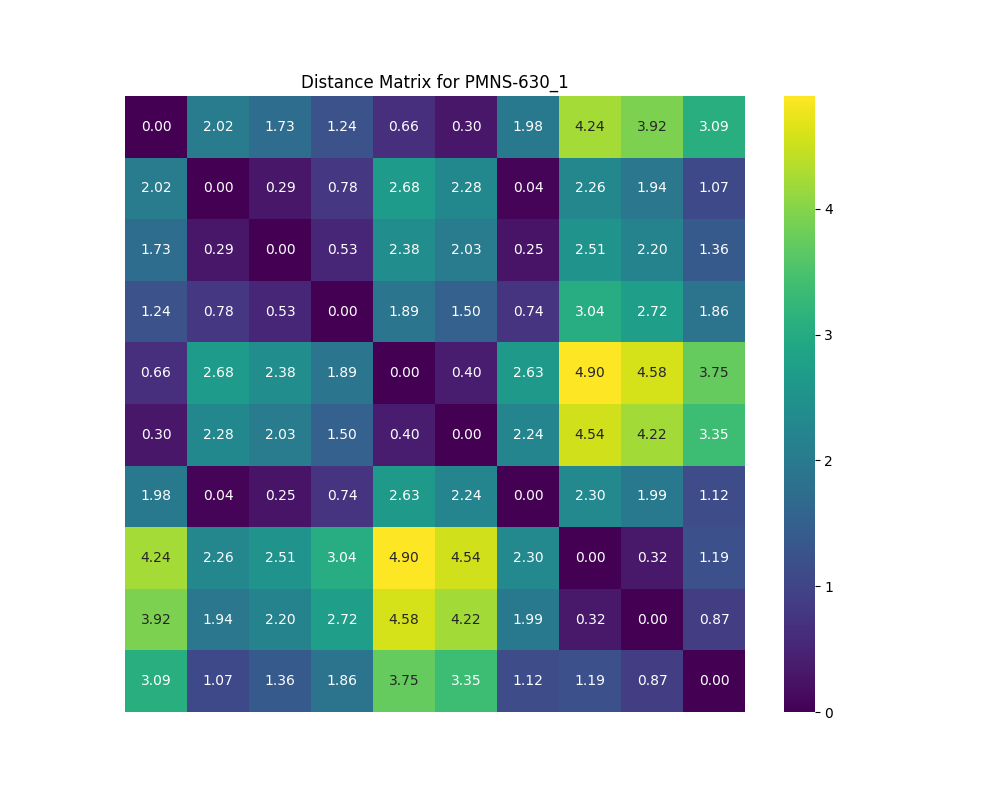 Distance Matrix for PMNS-630_1
0.00 2.02 1.73 1.24 0.66 0.30 1.98 4.24 3.92 3.09
2.02 0.00 0.29 0.78 2.68 2.28 0.04 2.26 1.94 1.07
4
1.73 0.29 0.00 0.53 2.38 2.03 0.25 2.51 2.20 1.36
1.24 0.78 0.53 0.00 1.89 1.50 0.74 3.04 2.72 1.86
3
0.66 2.68 2.38 1.89 0.00 0.40 2.63 4.90 4.58 3.75
0.30 2.28 2.03 1.50 0.40 0.00 2.24 4.54 4.22 3.35
2
1.98 0.04 0.25 0.74 2.63 2.24 0.00 2.30 1.99 1.12
4.24 2.26 2.51 3.04 4.90 4.54 2.30 0.00 0.32 1.19
1
3.92 1.94 2.20 2.72 4.58 4.22 1.99 0.32 0.00 0.87
3.09 1.07 1.36 1.86 3.75 3.35 1.12 1.19 0.87 0.00
0